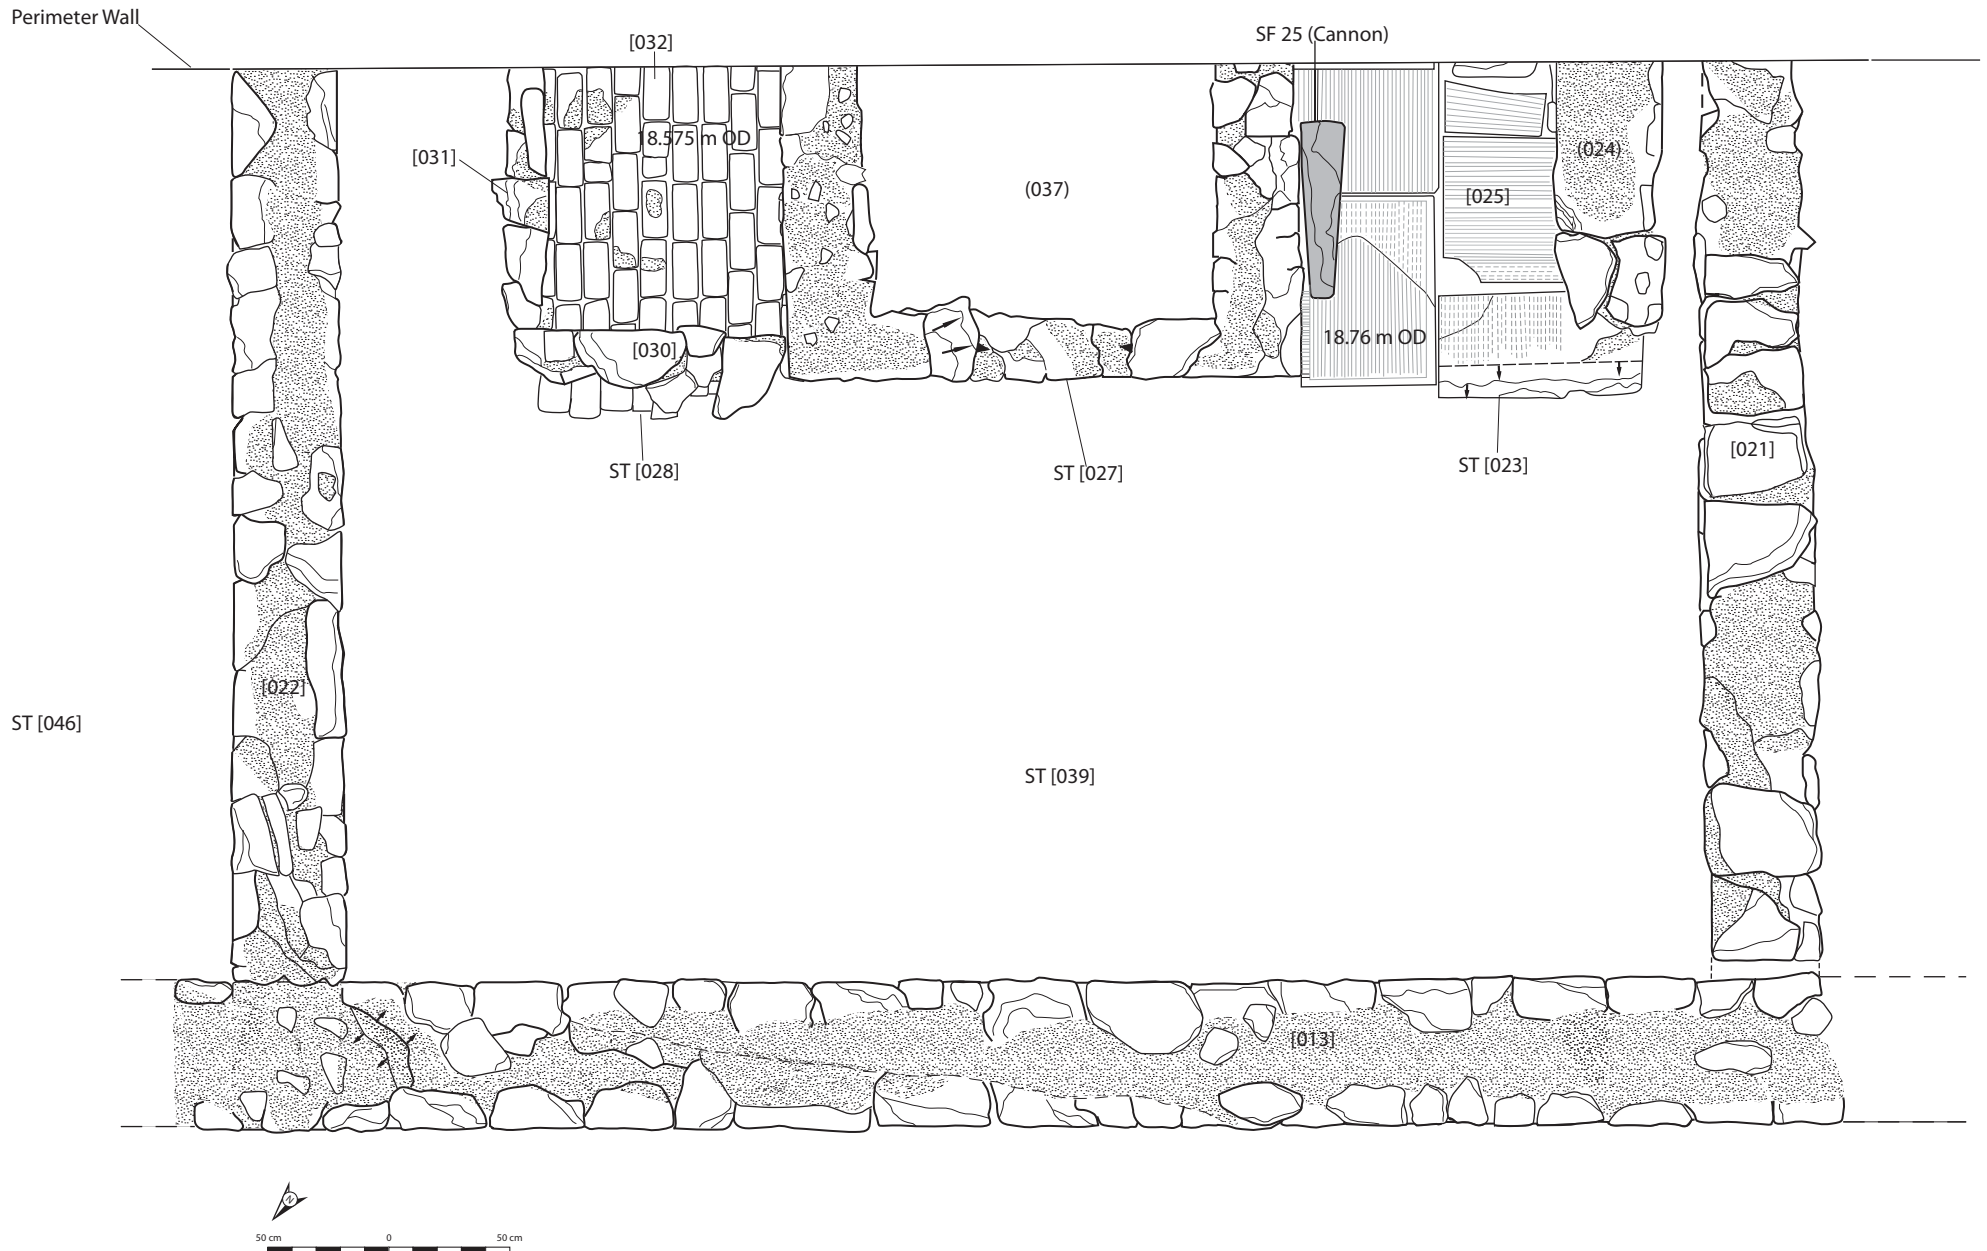 Perimeter Wall
[032]
SF 25 (Cannon)
18.575 m OD
[031]
(024)
(037)
[025]
18.76 m OD
[030]
[021]
ST [028]
ST [027]
ST [023]
[022]
ST [046]
ST [039]
[013]
N
50 cm 0 50 cm